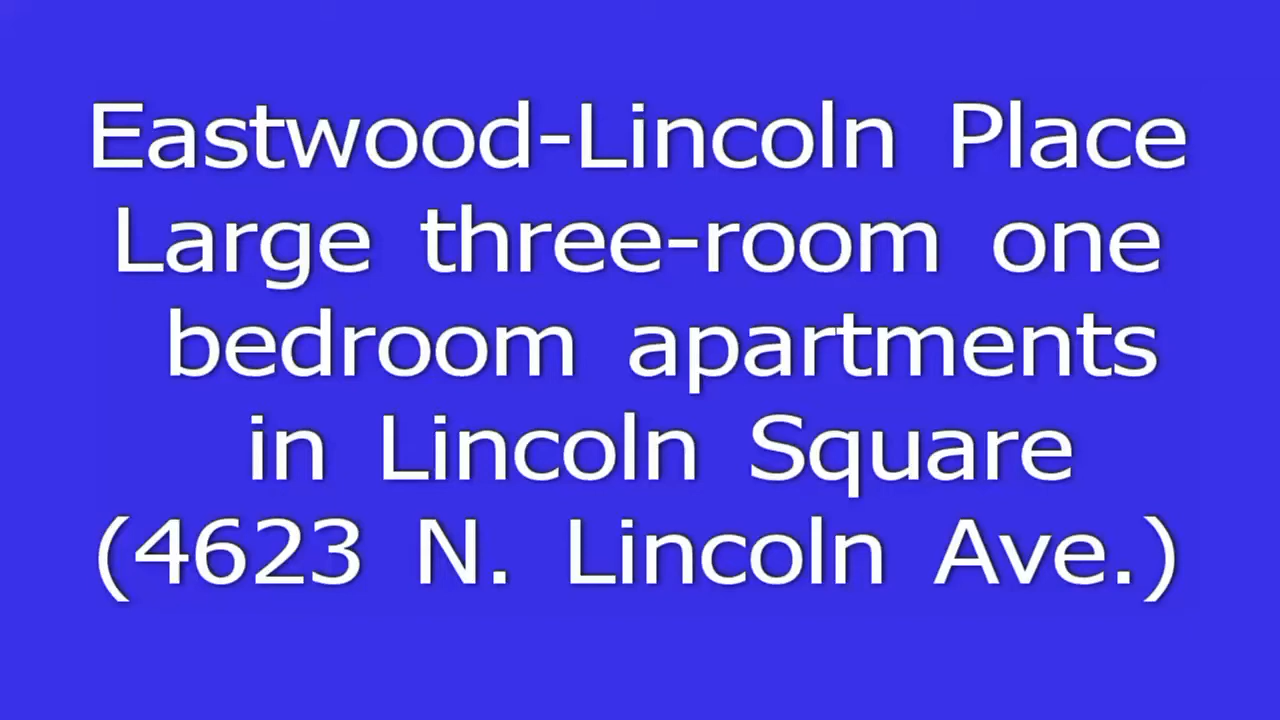 Eastwood-Lincoln Place
Large three-room one
bedroom apartments
in Lincoln Square
(4623 N. Lincoln Ave.)